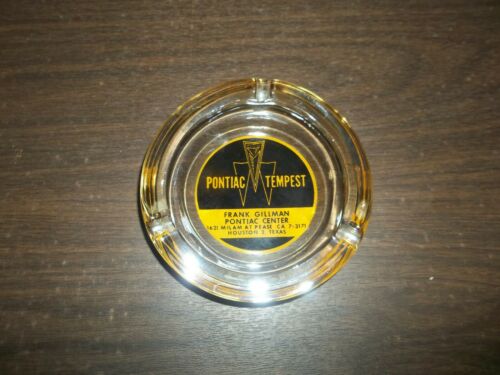 PONTIAC TEMPEST
FRANK GILLMAN
PONTIAC CENTER
1621 MILAM AT PEASE CA 7-3171
HOUSTON 2, TEXAS